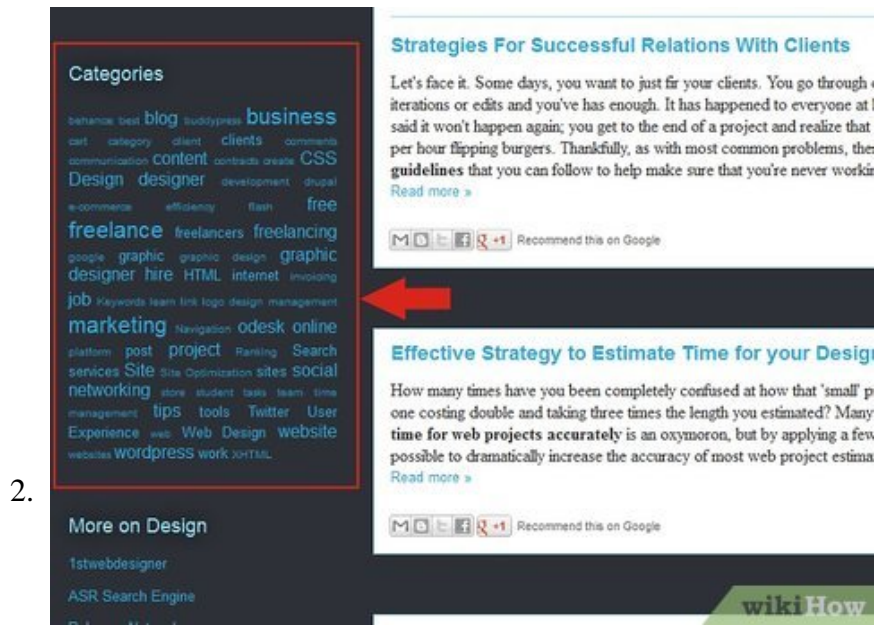 2.
Categories
behance best blog buddypress business
cart category client clients comments
communication content contracts create CSS
Design designer development drupal
e-commerce efficiency flash free
freelance freelancers freelancing
google graphic graphic design graphic
designer hire HTML internet invoicing
job Keywords learn link logo design management
marketing Navigation odesk online
platform post project Ranking Search
services Site Site Optimization sites social
networking store student tasks team time
management tips tools Twitter User
Experience web Web Design website
websites wordpress work XHTML
More on Design
1stwebdesigner
ASR Search Engine
Strategies For Successful Relations With Clients
Let's face it. Some days, you want to just fir your clients. You go through
iterations or edits and you've has enough. It has happened to everyone at
said it won't happen again; you get to the end of a project and realize that
per hour flipping burgers. Thankfully, as with most common problems,
guidelines that you can follow to help make sure that you're never
Read more »
+1 Recommend this on Google
Effective Strategy to Estimate Time for your
How many times have you been completely confused at how that 'small'
one costing double and taking three times the length you estimated? Many
time for web projects accurately is an oxymoron, but by applying a few
possible to dramatically increase the accuracy of most web project
Read more »
+1 Recommend this on Google
wikiHow